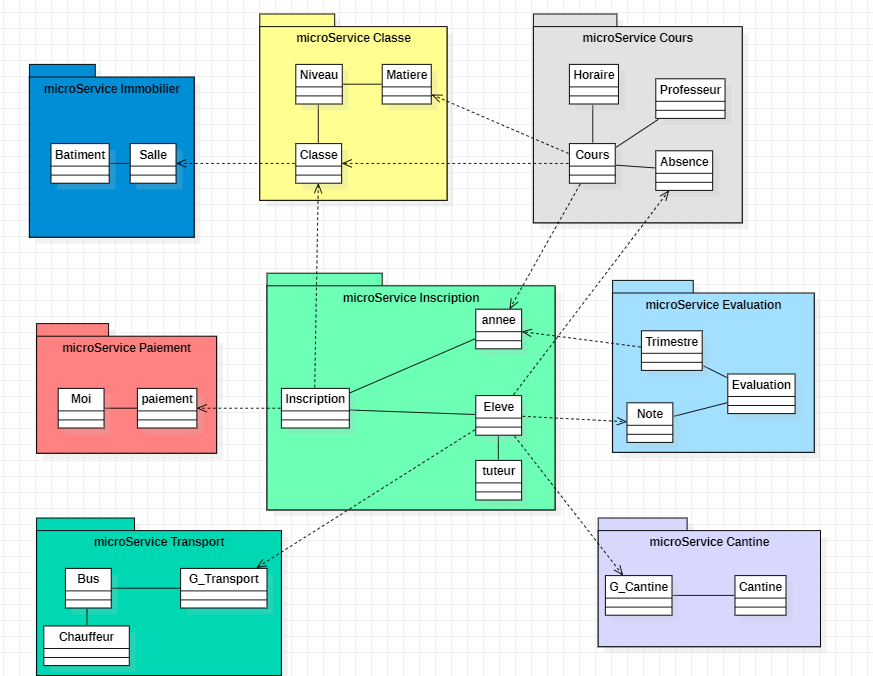 microService Classe
Niveau
Matiere
Classe
microService Cours
Horaire
Professeur
Cours
Absence
microService Immobilier
Batiment
Salle
microService Inscription
annee
Inscription
Eleve
tuteur
microService Evaluation
Trimestre
Evaluation
Note
microService Paiement
Moi
paiement
microService Transport
Bus
G_Transport
Chauffeur
microService Cantine
G_Cantine
Cantine